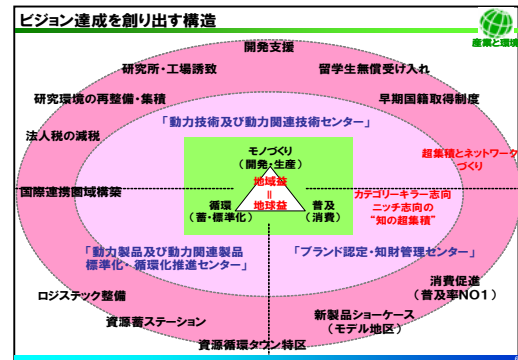 ビジョン達成を創り出す構造
産業と環境
開発支援
研究所・工場誘致
留学生無償受け入れ
研究環境の再整備・集積
早期国籍取得制度
「動力技術及び動力関連技術センター」
法人税の減税
モノづくり
(開発・生産)
超集積とネットワーク
づくり
地域益
||
地球益
国際連携圏域構築
循環
(蓄・標準化)
普及
(消費)
カテゴリーキラー志向
ニッチ志向の
“知の超集積”
「動力製品及び動力関連製品
標準化・循環化推進センター」
「ブランド認定・知財管理センター」
消費促進
(普及率NO1)
ロジステック整備
新製品ショーケース
(モデル地区)
資源蓄ステーション
資源循環タウン特区